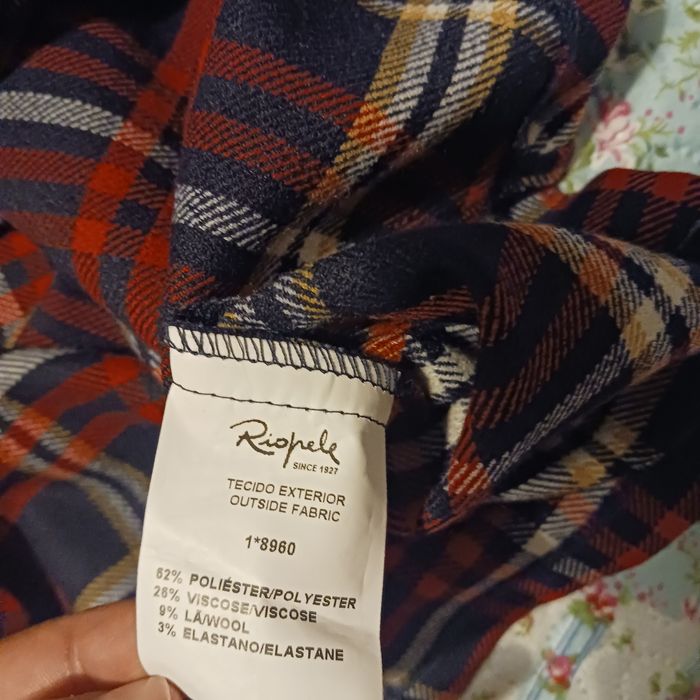 Riopele
SINCE 1927
TECIDO EXTERIOR
OUTSIDE FABRIC
1*8960
62% POLIÉSTER/POLYESTER
26% VISCOSE/VISCOSE
9% LÃ/WOOL
3% ELASTANO/ELASTANE